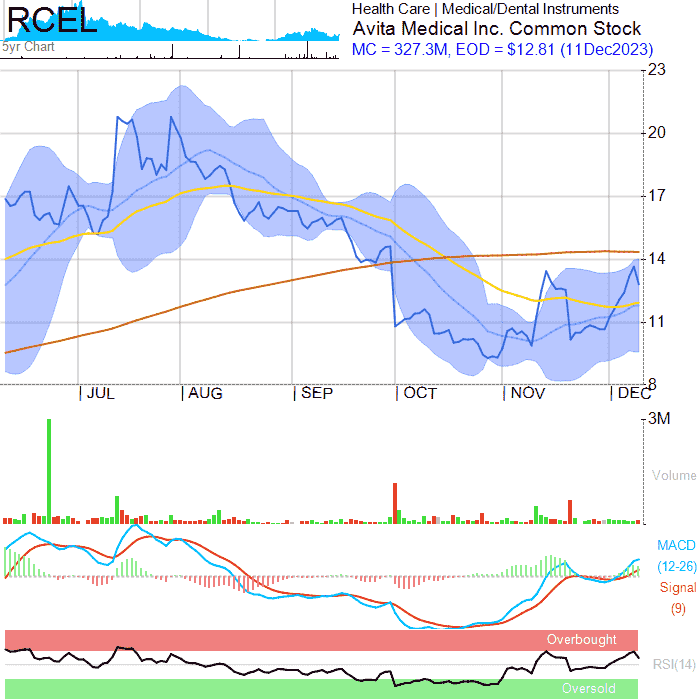 RCEL
5yr Chart
Health Care | Medical/Dental Instruments
Avita Medical Inc. Common Stock
MC = 327.3M, EOD = $12.81 (11Dec2023)
23
20
17
14
11
8
JUL AUG SEP OCT NOV DEC
3M
Volume
MACD
(12-26)
Signal
(9)
Overbought
RSI(14)
Oversold